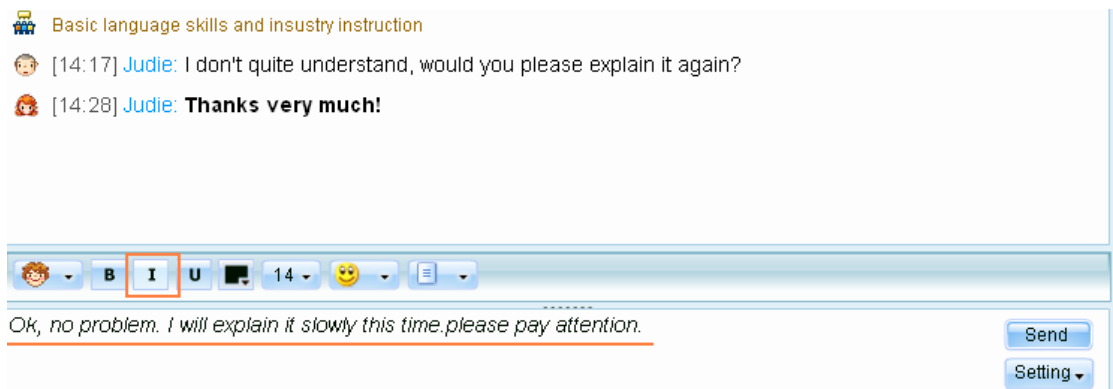 Basic language skills and insustry instruction
[14:17] Judie: I don't quite understand, would you please explain it again?
[14:28] Judie: Thanks very much!
B I U 14
Ok, no problem. I will explain it slowly this time.please pay attention.
Send
Setting